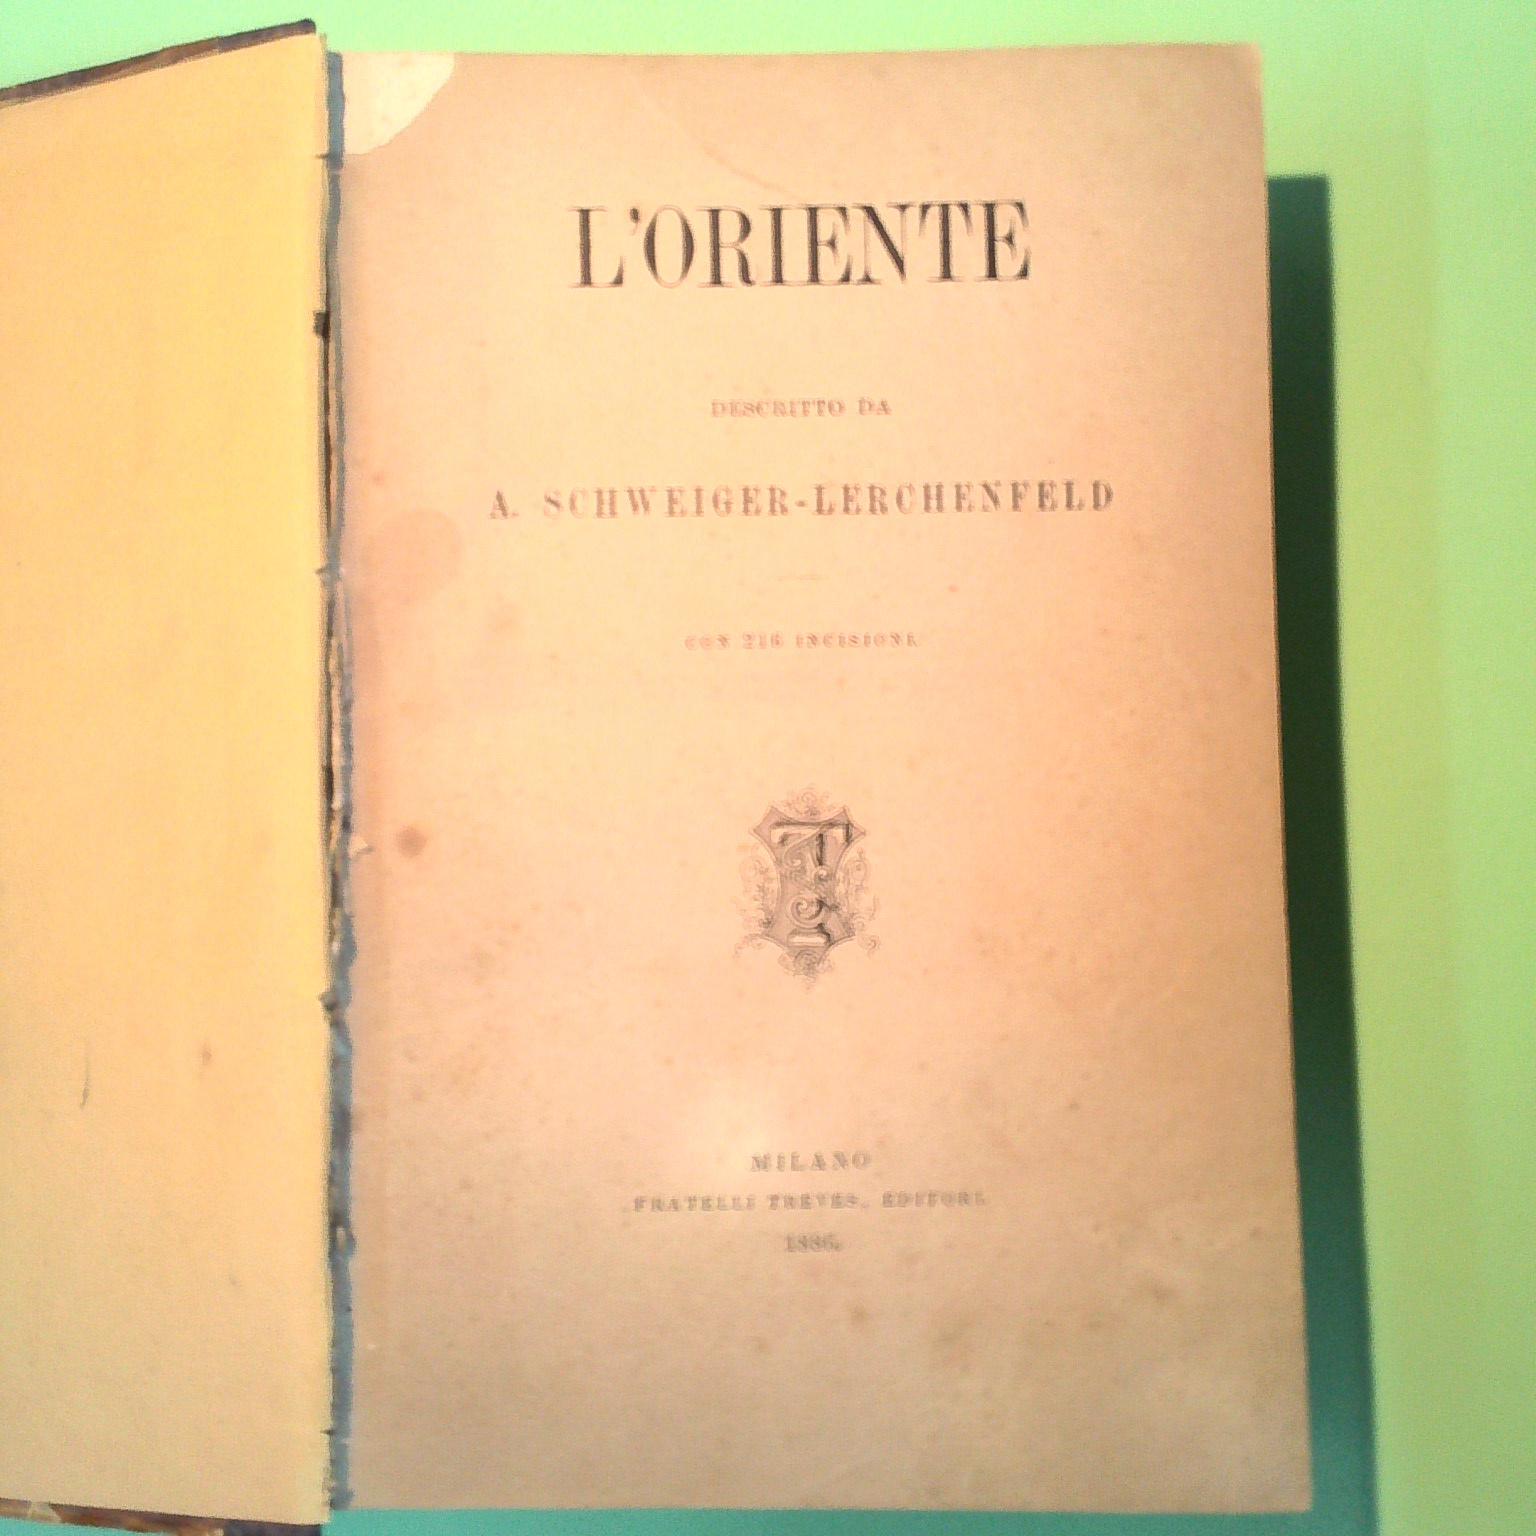 L'ORIENTE
DESCRITTO DA
A. SCHWEIGER-LERCHENFELD
CON 216 INCISIONI.
MILANO
FRATELLI TREVES, EDITORI.
1886.